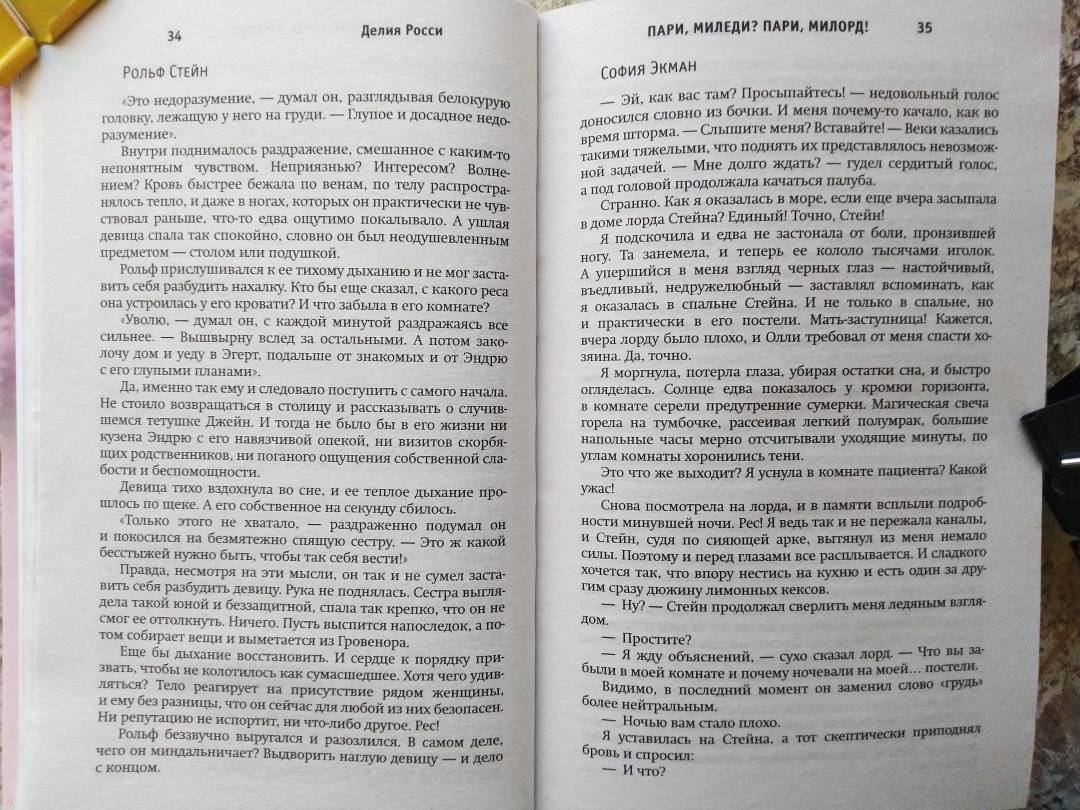 34
Делия Росси
Рольф Стейн
«Это недоразумение, — думал он, разглядывая белокурую
головку, лежащую у него на груди. — Глупое и досадное недо-
разумение».
Внутри поднималось раздражение, смешанное с каким-то
непонятным чувством. Неприязнью? Интересом? Волне-
нием? Кровь быстрее бежала по венам, по телу распростра-
нялось тепло, и даже в ногах, которых он практически не чув-
ствовал раньше, что-то едва ощутимо покалывало. А ушлая
девица спала так спокойно, словно он был неодушевленным
предметом — столом или подушкой.
Рольф прислушивался к ее тихому дыханию и не мог заста-
вить себя разбудить нахалку. Кто бы еще сказал, с какого реса
она устроилась у его кровати? И что забыла в его комнате?
«Уволю, — думал он, с каждой минутой раздражаясь все
сильнее. — Вышвырну вслед за остальными. А потом зако-
лочу дом и уеду в Эгерт, подальше от знакомых и от Эндрю
с его глупыми планами».
Да, именно так ему и следовало поступить с самого начала.
Не стоило возвращаться в столицу и рассказывать о случив-
шемся тетушке Джейн. И тогда не было бы в его жизни ни
кузена Эндрю с его навязчивой опекой, ни визитов скорбя-
щих родственников, ни поганого ощущения собственной сла-
бости и беспомощности.
Девица тихо вздохнула во сне, и ее теплое дыхание про-
шлось по щеке. А его собственное на секунду сбилось.
«Только этого не хватало, — раздраженно подумал он
и покосился на безмятежно спящую сестру. — Это ж какой
бесстыжей нужно быть, чтобы так себя вести!»
Правда, несмотря на эти мысли, он так и не сумел заста-
вить себя разбудить девицу. Рука не поднялась. Сестра выгля-
дела такой юной и беззащитной, спала так крепко, что он не
смог ее оттолкнуть. Ничего. Пусть выспится напоследок, а по-
том собирает вещи и выметается из Гровенора.
Еще бы дыхание восстановить. И сердце к порядку при-
звать, чтобы не колотилось как сумасшедшее. Хотя чего удив-
ляться? Тело реагирует на присутствие рядом женщины,
и ему без разницы, что он сейчас для любой из них безопасен.
Ни репутацию не испортит, ни что-либо другое. Рес!
Рольф беззвучно выругался и разозлился. В самом деле,
чего он миндальничает? Выдворить наглую девицу — и дело
с концом.
ПАРИ, МИЛЕДИ? ПАРИ, МИЛОРД!
35
София Экман
— Эй, как вас там? Просыпайтесь! — недовольный голос
доносился словно из бочки. И меня почему-то качало, как во
время шторма. — Слышите меня? Вставайте! — Веки казались
такими тяжелыми, что поднять их представлялось невозмож-
ной задачей. — Мне долго ждать? — гудел сердитый голос,
а под головой продолжала качаться палуба.
Странно. Как я оказалась в море, если еще вчера засыпала
в доме лорда Стейна? Единый! Точно, Стейн!
Я подскочила и едва не застонала от боли, пронзившей
ногу. Та занемела, и теперь ее кололо тысячами иголок.
А упершийся в меня взгляд черных глаз — настойчивый,
въедливый, недружелюбный — заставлял вспоминать, как
я оказалась в спальне Стейна. И не только в спальне, но
и практически в его постели. Мать-заступница! Кажется,
вчера лорду было плохо, и Олли требовал от меня спасти хо-
зяина. Да, точно.
Я моргнула, потерла глаза, убирая остатки сна, и быстро
огляделась. Солнце едва показалось у кромки горизонта,
в комнате серели предутренние сумерки. Магическая свеча
горела на тумбочке, рассеивая легкий полумрак, большие
напольные часы мерно отсчитывали уходящие минуты, по
углам комнаты хоронились тени.
Это что же выходит? Я уснула в комнате пациента? Какой
ужас!
Снова посмотрела на лорда, и в памяти всплыли подроб-
ности минувшей ночи. Рес! Я ведь так и не пережала каналы,
и Стейн, судя по сияющей арке, вытянул из меня немало
силы. Поэтому и перед глазами все расплывается. И сладкого
хочется так, что впору нестись на кухню и есть один за дру-
гим сразу дюжину лимонных кексов.
— Ну? — Стейн продолжал сверлить меня ледяным взгля-
дом.
— Простите?
— Я жду объяснений, — сухо сказал лорд. — Что вы за-
были в моей комнате и почему ночевали на моей… постели.
Видимо, в последний момент он заменил слово «грудь»
более нейтральным.
— Ночью вам стало плохо.
Я уставилась на Стейна, а тот скептически приподнял
бровь и спросил:
— И что?